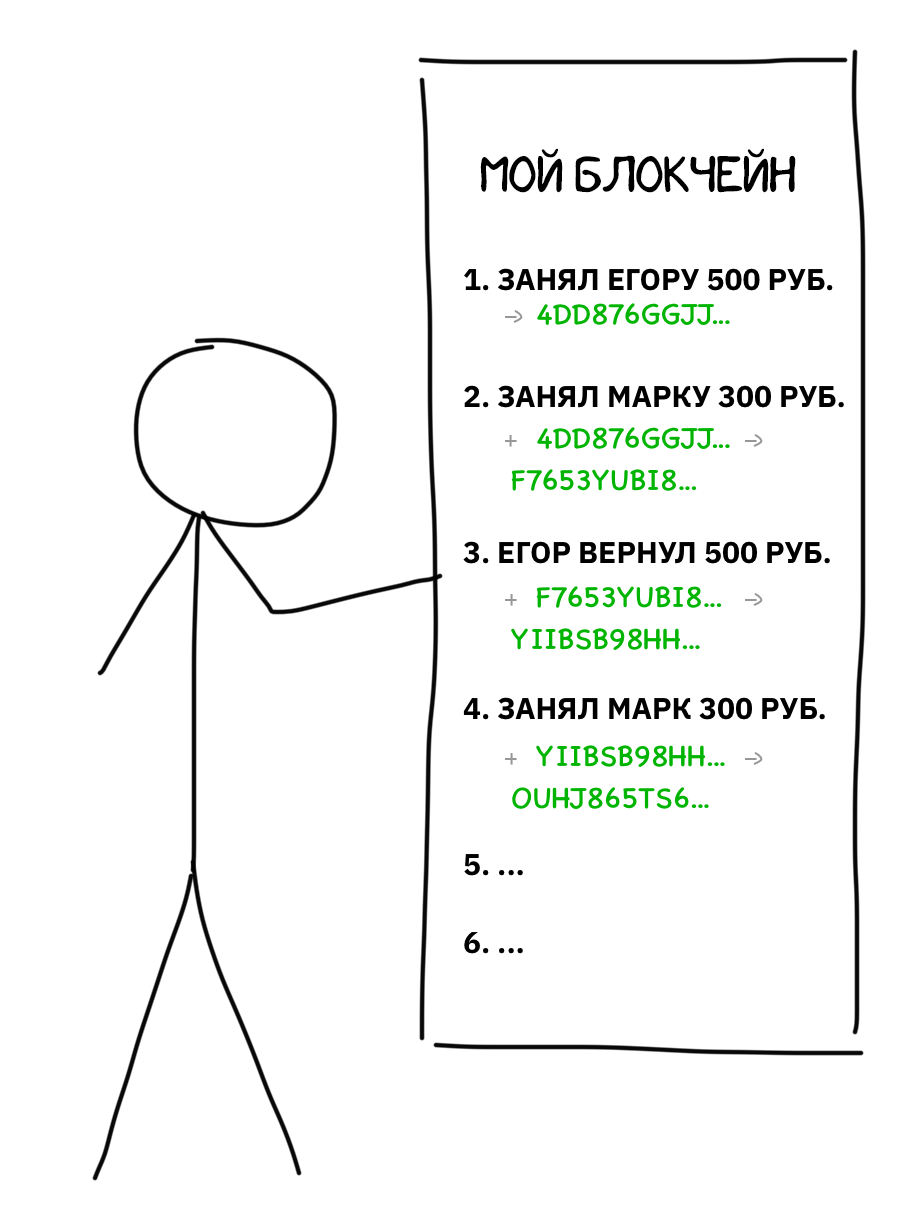 МОЙ БЛОКЧЕЙН
1. ЗАНЯЛ ЕГОРУ 500 РУБ.
→ 4DD876GGJJ...
2. ЗАНЯЛ МАРКУ 300 РУБ.
+ 4DD876GGJJ... →
F7653YUBI8...
3. ЕГОР ВЕРНУЛ 500 РУБ.
+ F7653YUBI8... →
YIIBSB98HH...
4. ЗАНЯЛ МАРК 300 РУБ.
+ YIIBSB98HH... →
OUHJ865TS6...
5. ...
6. ...